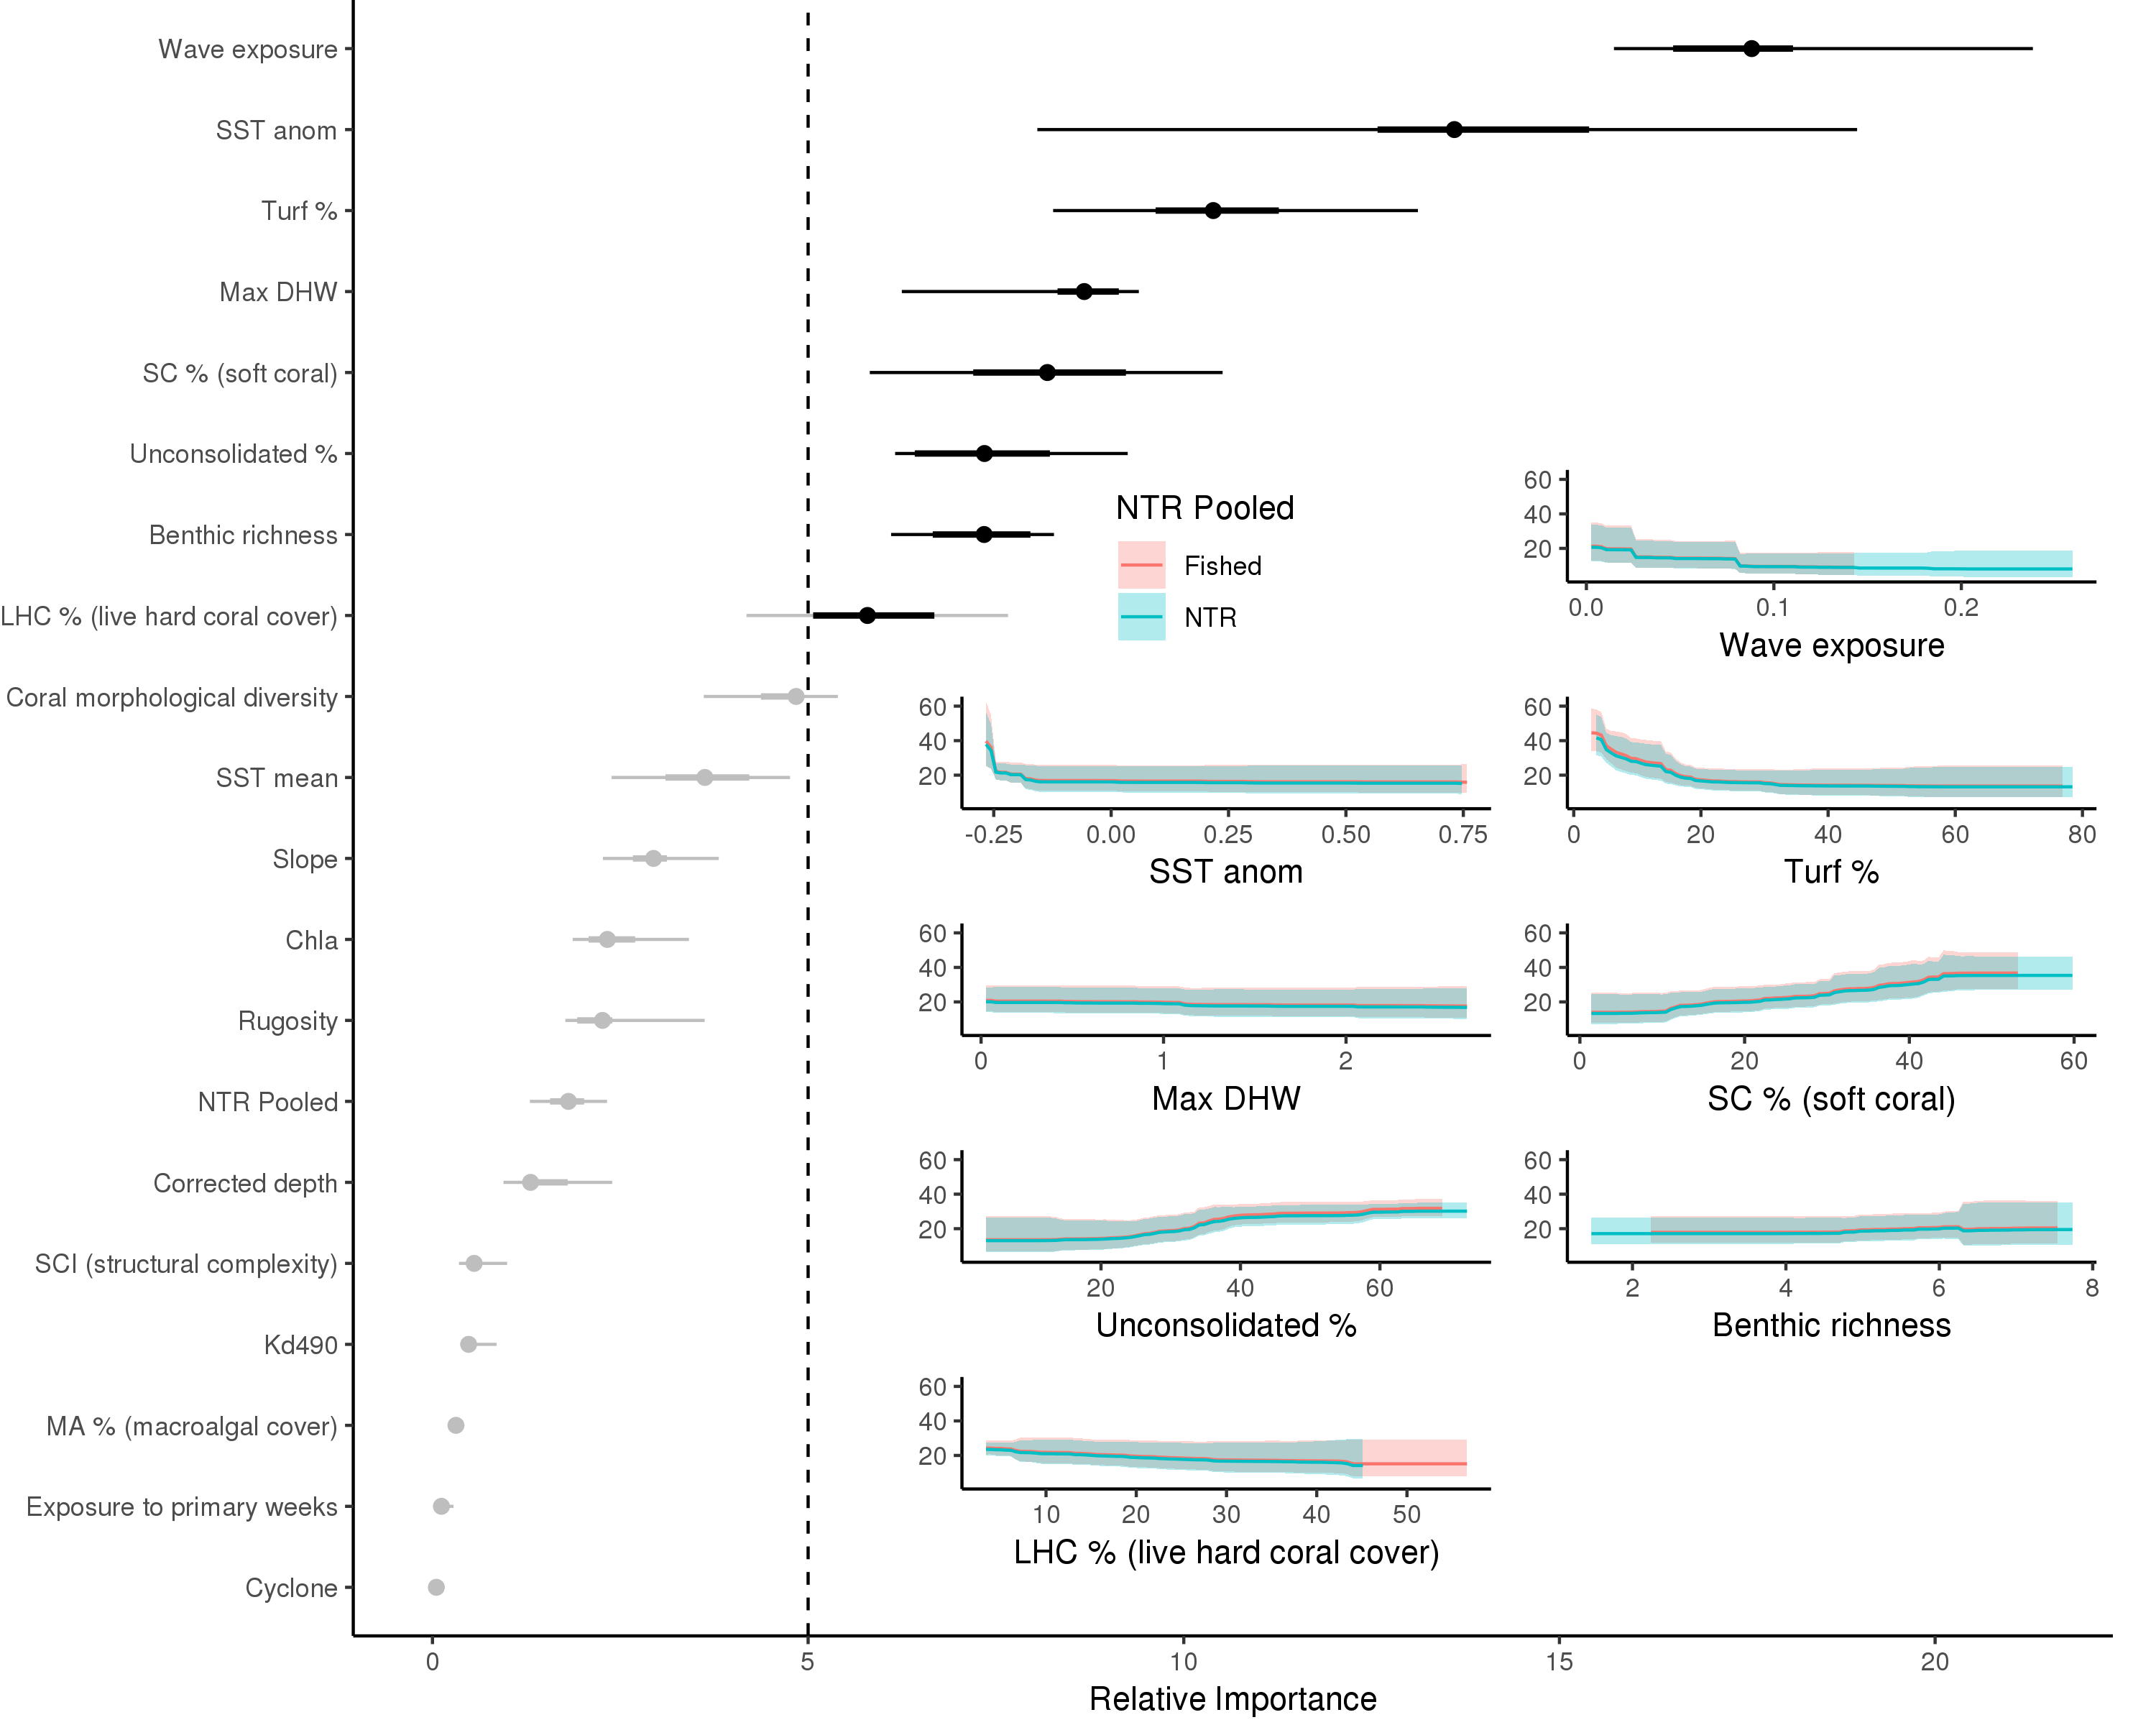 Wave exposure
SST anom
Turf %
Max DHW
SC % (soft coral)
Unconsolidated %
Benthic richness
LHC % (live hard coral cover)
Coral morphological diversity
SST mean
Slope
Chla
Rugosity
NTR Pooled
Corrected depth
SCI (structural complexity)
Kd490
MA % (macroalgal cover)
Exposure to primary weeks
Cyclone
0 5 10 15 20
Relative Importance
NTR Pooled
Fished
NTR
60
40
20
0.0 0.1 0.2
Wave exposure
60
40
20
-0.25 0.00 0.25 0.50 0.75
SST anom
60
40
20
0 20 40 60 80
Turf %
60
40
20
0 1 2
Max DHW
60
40
20
0 20 40 60
SC % (soft coral)
60
40
20
20 40 60
Unconsolidated %
60
40
20
2 4 6 8
Benthic richness
60
40
20
10 20 30 40 50
LHC % (live hard coral cover)